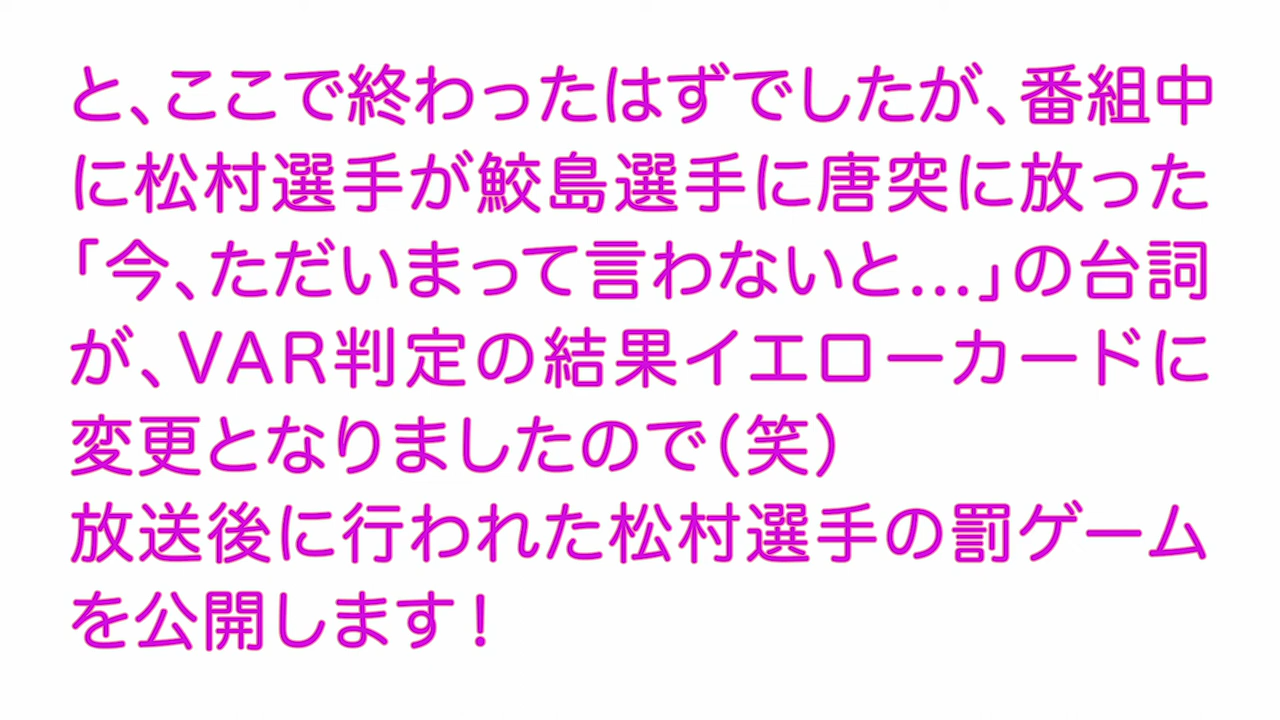 と、ここで終わったはずでしたが、番組中
に松村選手が鮫島選手に唐突に放った
「今、ただいまって言わないと…」の台詞
が、VAR判定の結果イエローカードに
変更となりましたので(笑)
放送後に行われた松村選手の罰ゲーム
を公開します!